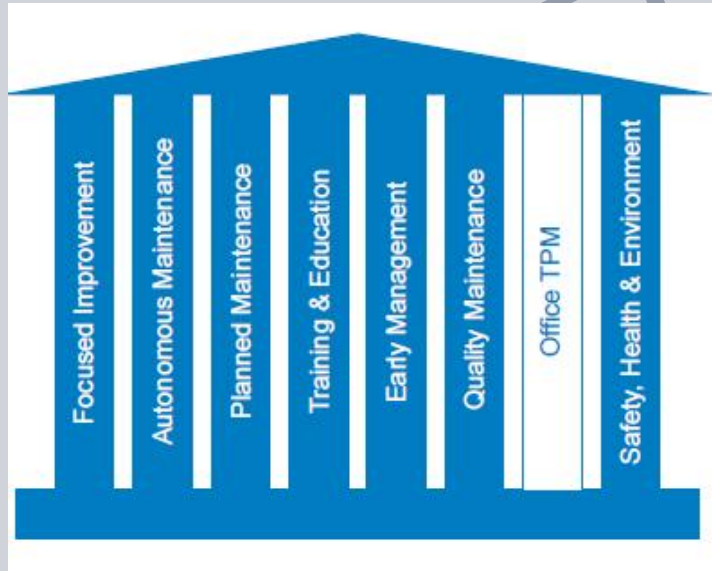 Focused Improvement
Autonomous Maintenance
Planned Maintenance
Training & Education
Early Management
Quality Maintenance
Office TPM
Safety, Health & Environment